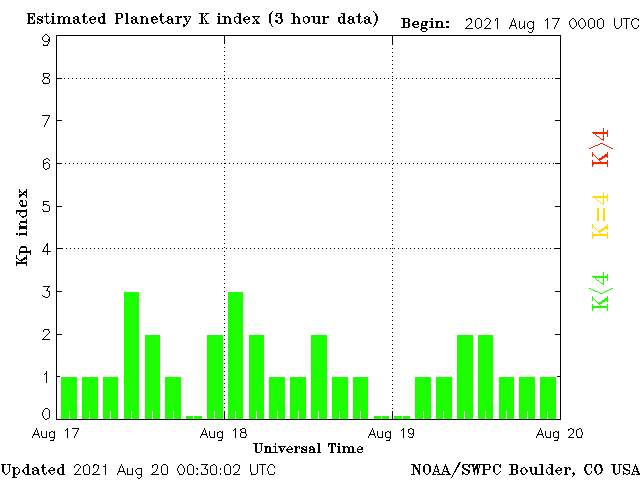 Estimated Planetary K index (3 hour data) Begin: 2021 Aug 17 0000 UTC
9
8
7
6
5
4
3
2
1
0
Kp index
K>4
K=4
K<4
Aug 17 Aug 18 Aug 19 Aug 20
Universal Time
Updated 2021 Aug 20 00:30:02 UTC NOAA/SWPC Boulder, CO USA